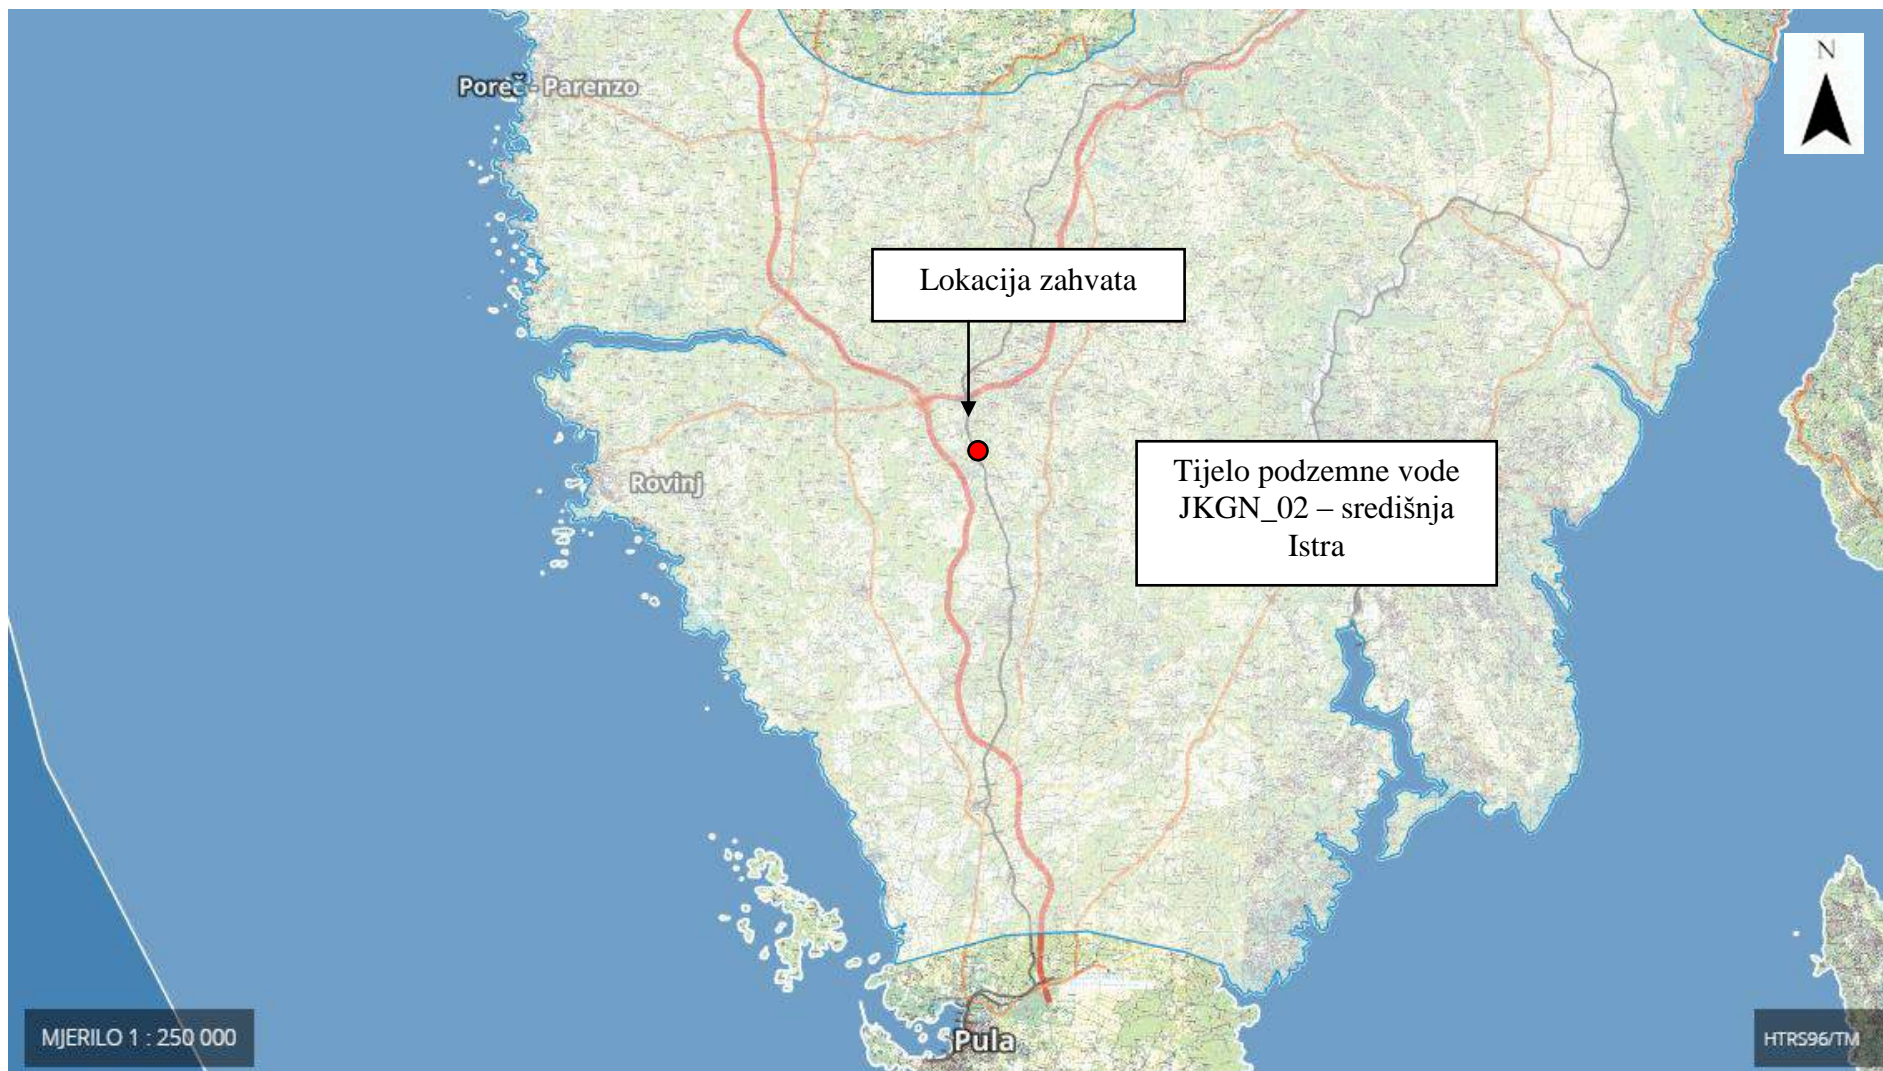 N
Poreč - Parenzo
Lokacija zahvata
Tijelo podzemne vode
JKGN_02 – središnja
Istra
Rovinj
Pula
MJERILO 1 : 250 000
HTRS96/TM